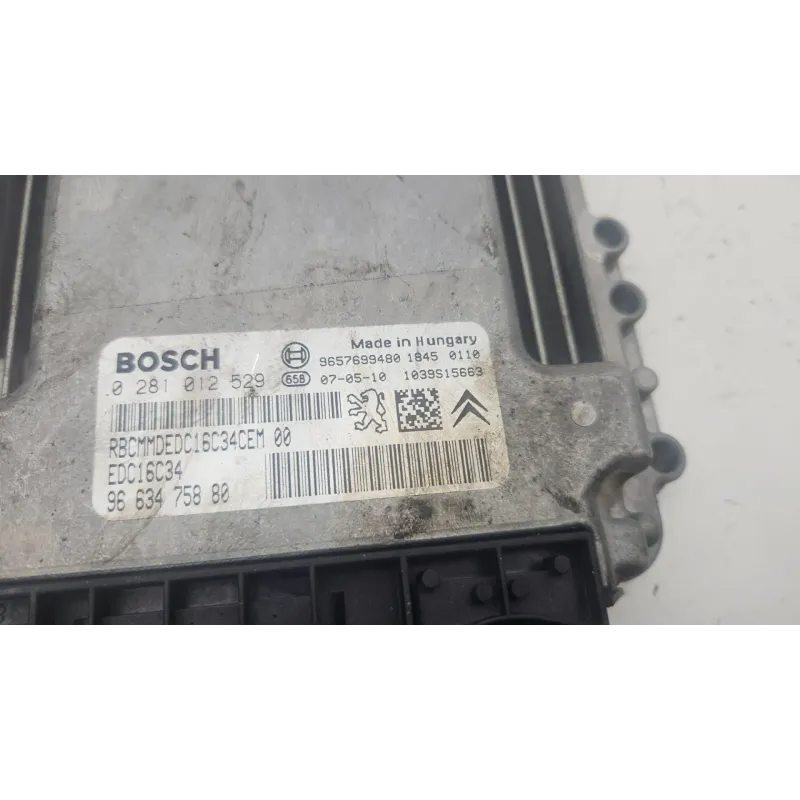 BOSCH
Made in Hungary
9657699480 1845 0110
0 281 012 529
658
07-05-10 1039S15663
RBCMMDEDC16C34CEM 00
EDC16C34
96 634 758 80